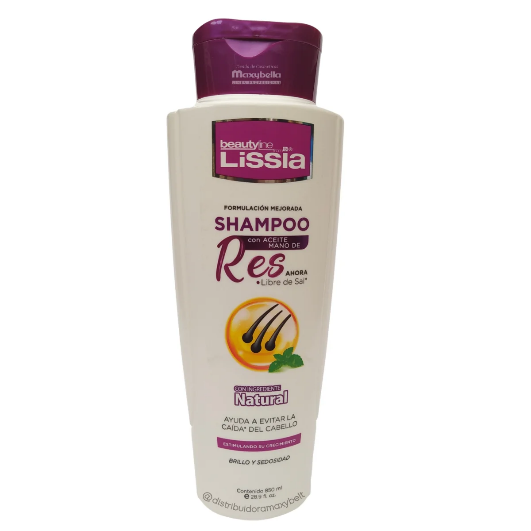 Maxybella
beautyline
LiSSIA
FORMULACIÓN MEJORADA
SHAMPOO
con ACEITE
MANO DE
Res
AHORA
•Libre de Sal*
CON INGREDIENTE
Natural
AYUDA A EVITAR LA
CAÍDA* DEL CABELLO
ESTIMULANDO SU CRECIMIENTO
BRILLO Y SEDOSIDAD
Contenido 850 ml
@distribuidoramaxybell